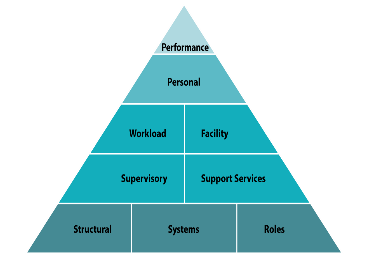 Performance
Personal
Workload Facility
Supervisory Support Services
Structural Systems Roles